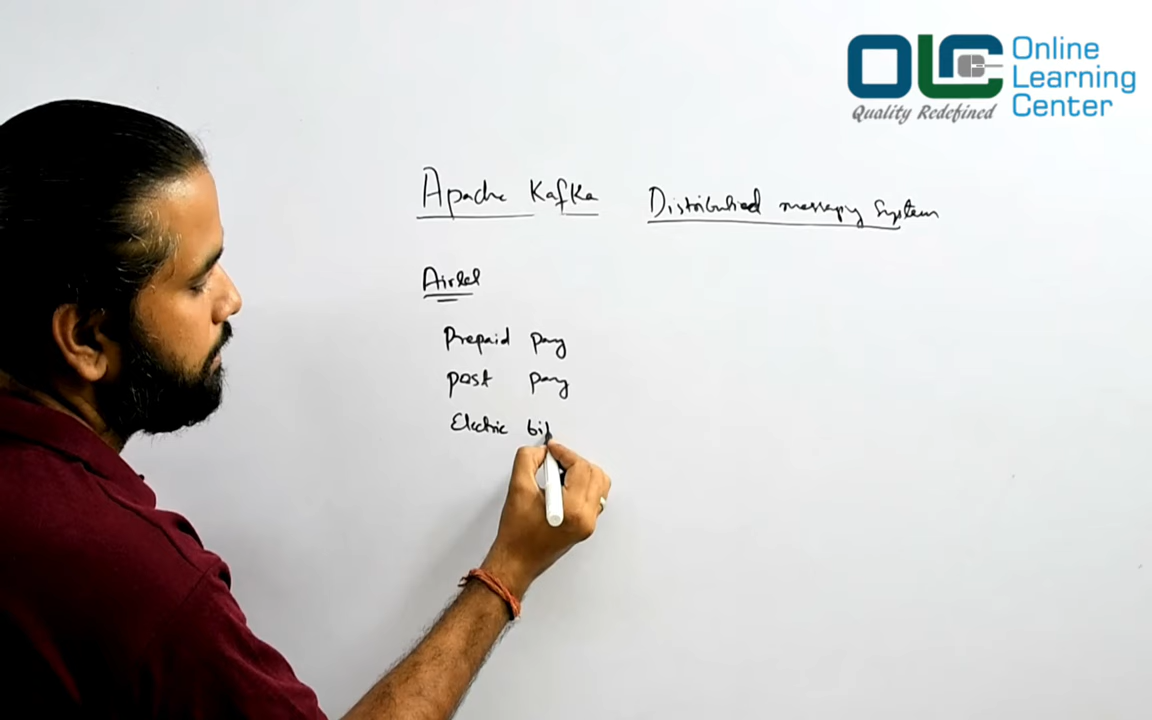 OLC Online Learning Center
Quality Redefined
Apache Kafka Distributed messaging System
Airtel
Prepaid pay
post pay
Electric bil